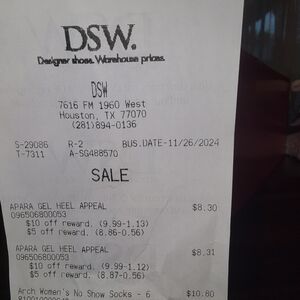 DSW.
Designer shoes. Warehouse prices.
DSW
7616 FM 1960 West
Houston, TX 77070
(281)894-0136
S-29086 R-2 BUS.DATE-11/26/2024
T-7311 A-SG488570
SALE
APARA GEL HEEL APPEAL $8.30
096506800053
$10 off reward. (9.99-1.13)
$5 off reward. (8.86-0.56)
APARA GEL HEEL APPEAL $8.31
096506800053
$10 off reward. (9.99-1.12)
$5 off reward. (8.87-0.56)
Arch Women's No Show Socks - 6 $10.80